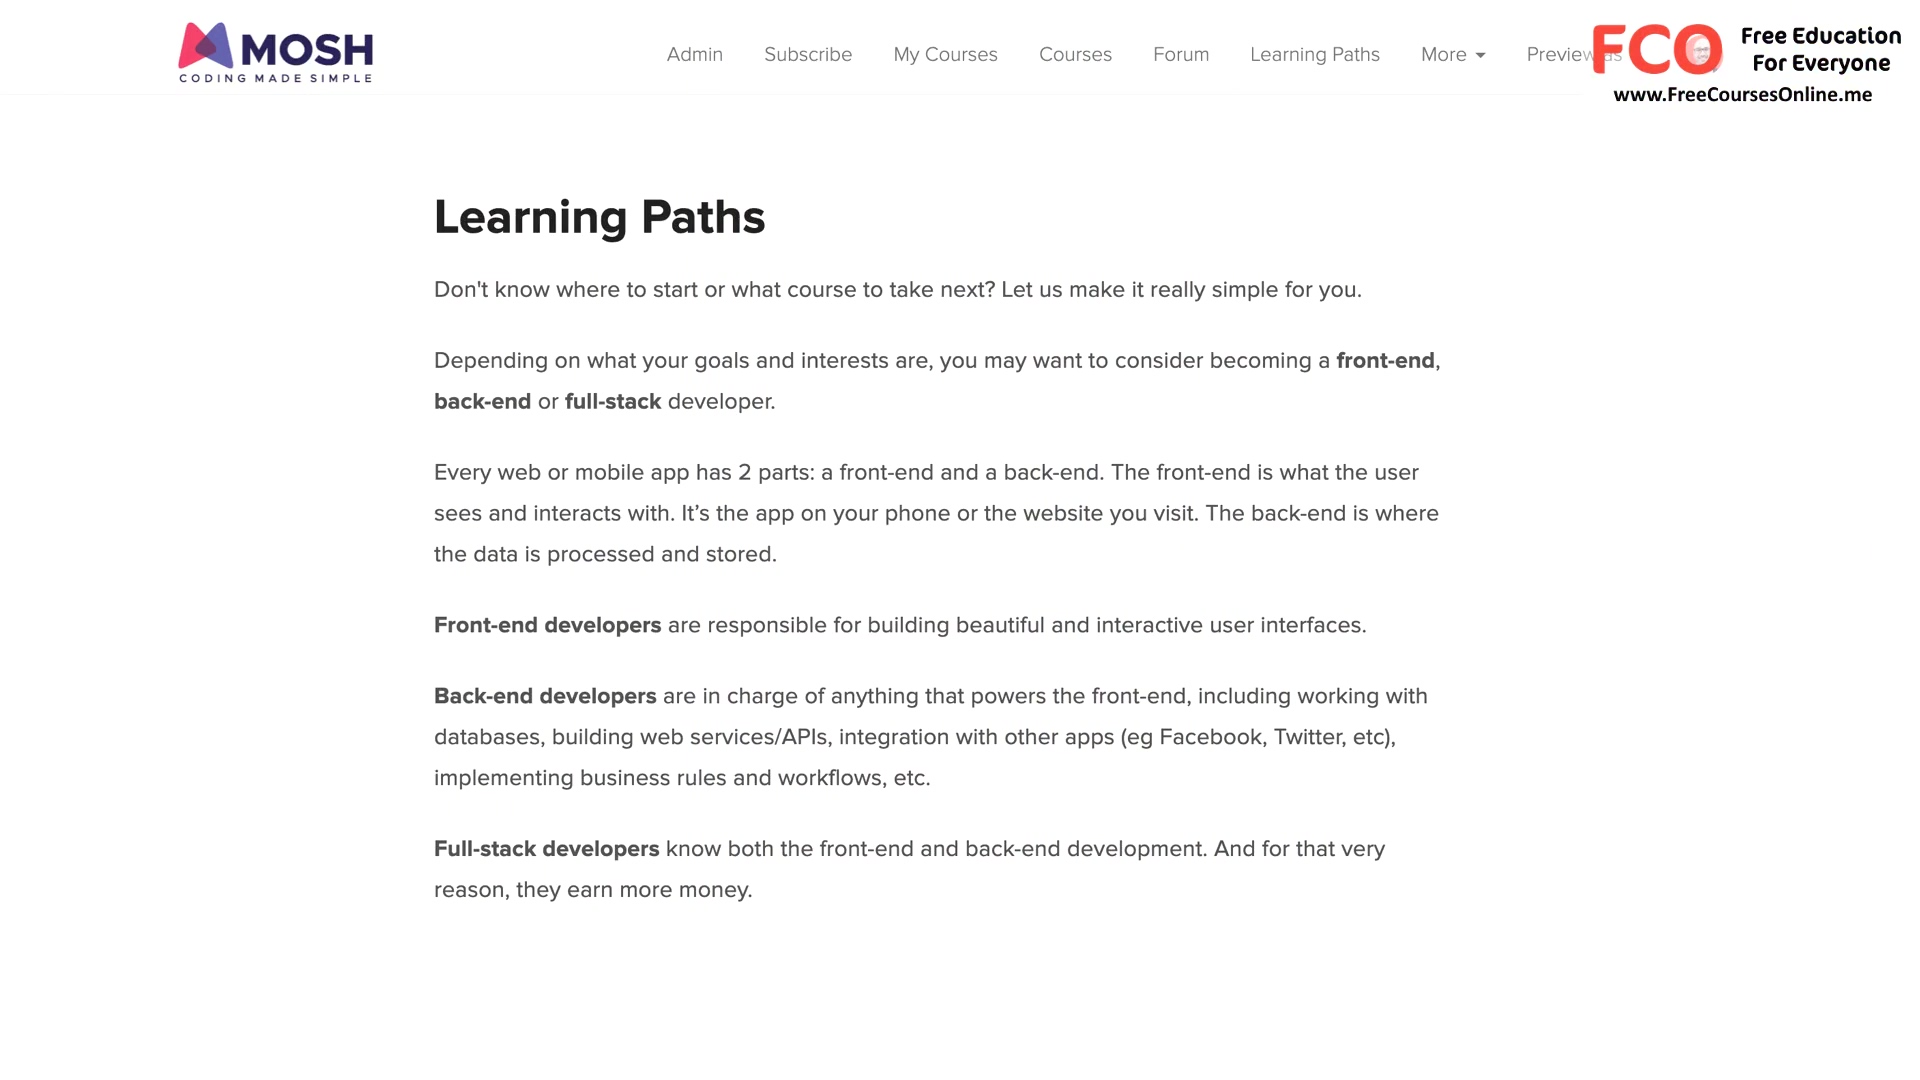 MOSH
CODING MADE SIMPLE
Admin Subscribe My Courses Courses Forum Learning Paths More
FCO Free Education
For Everyone
www.FreeCoursesOnline.me
Learning Paths
Don't know where to start or what course to take next? Let us make it really simple for you.
Depending on what your goals and interests are, you may want to consider becoming a front-end,
back-end or full-stack developer.
Every web or mobile app has 2 parts: a front-end and a back-end. The front-end is what the user
sees and interacts with. It’s the app on your phone or the website you visit. The back-end is where
the data is processed and stored.
Front-end developers are responsible for building beautiful and interactive user interfaces.
Back-end developers are in charge of anything that powers the front-end, including working with
databases, building web services/APIs, integration with other apps (eg Facebook, Twitter, etc),
implementing business rules and workflows, etc.
Full-stack developers know both the front-end and back-end development. And for that very
reason, they earn more money.